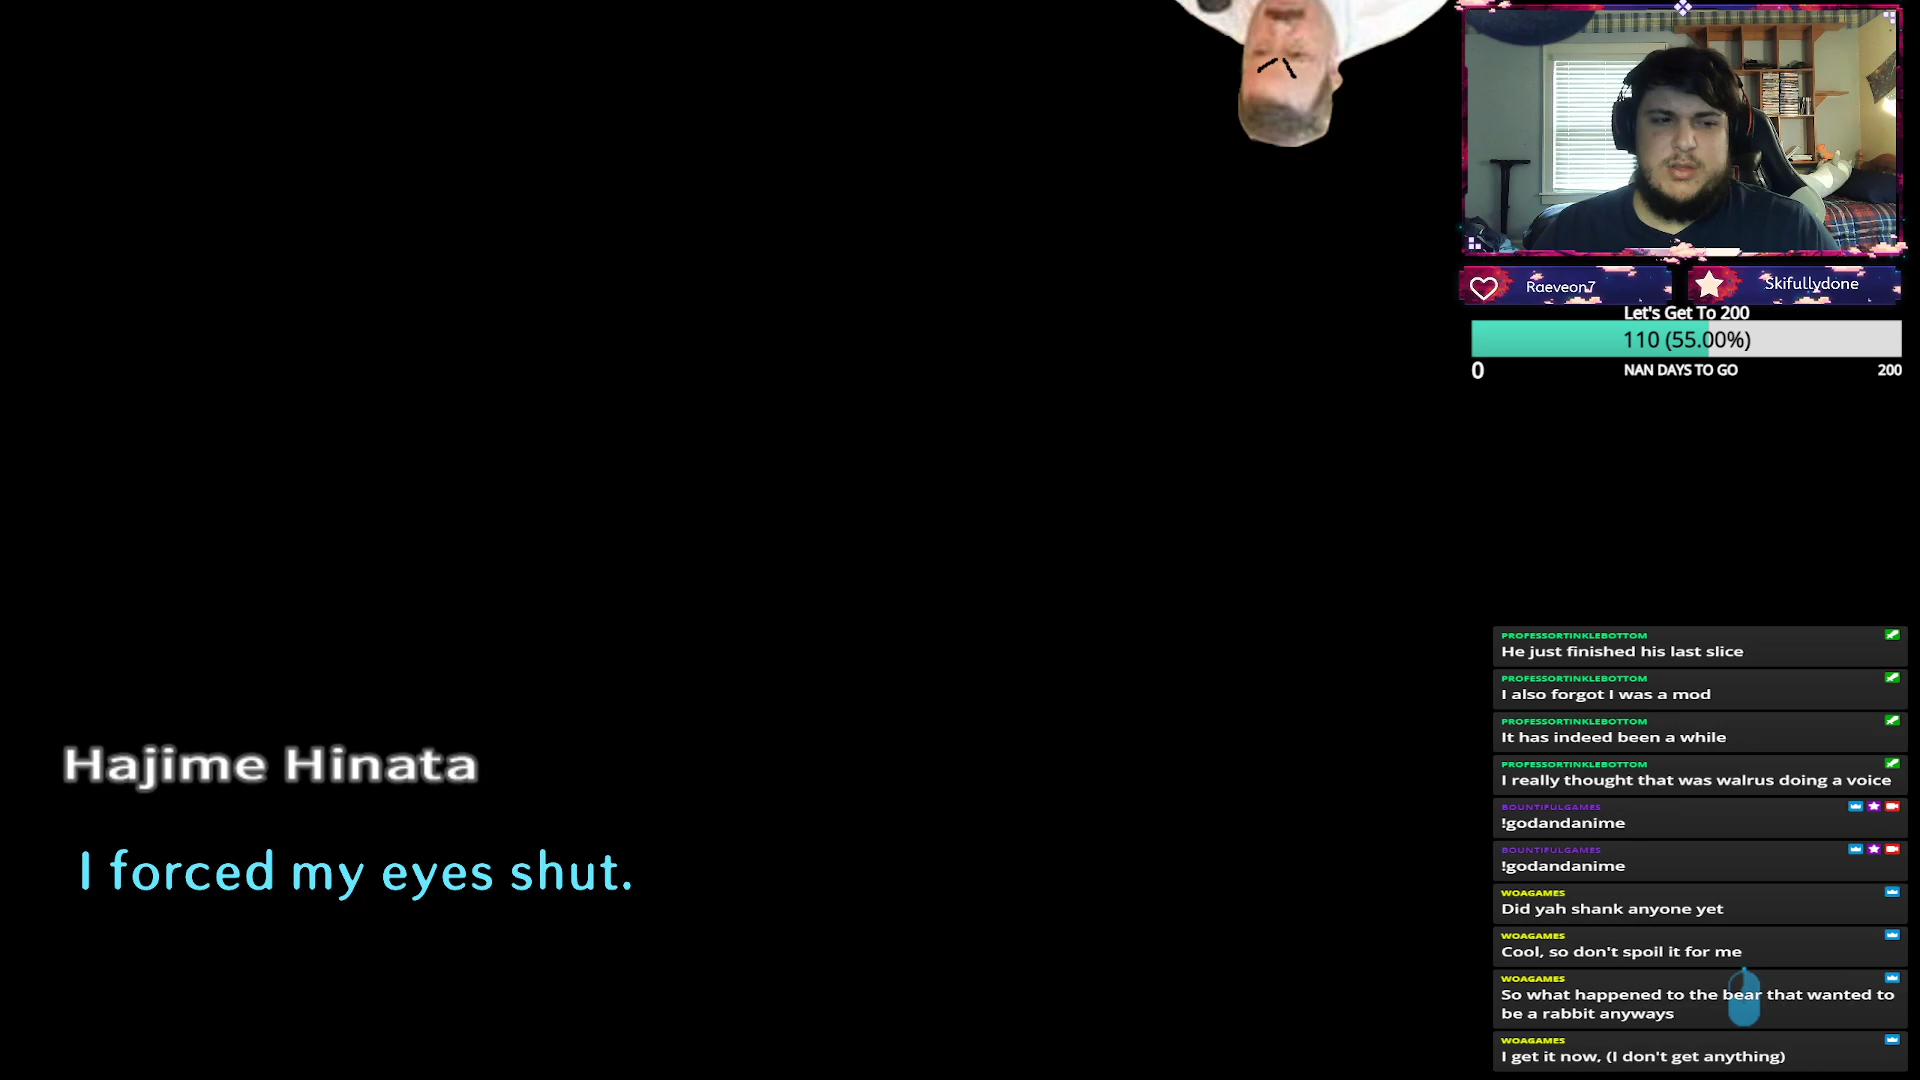 Raeveon7
Skifullydone
Let's Get To 200
110 (55.00%)
0
NAN DAYS TO GO
200
PROFESSORTINKLEBOTTOM
He just finished his last slice
PROFESSORTINKLEBOTTOM
I also forgot I was a mod
PROFESSORTINKLEBOTTOM
It has indeed been a while
PROFESSORTINKLEBOTTOM
I really thought that was walrus doing a voice
BOUNTIFULGAMES
!godandanime
BOUNTIFULGAMES
!godandanime
WOAGAMES
Did yah shank anyone yet
WOAGAMES
Cool, so don't spoil it for me
WOAGAMES
So what happened to the bear that wanted to
be a rabbit anyways
WOAGAMES
I get it now, (I don't get anything)
Hajime Hinata
I forced my eyes shut.